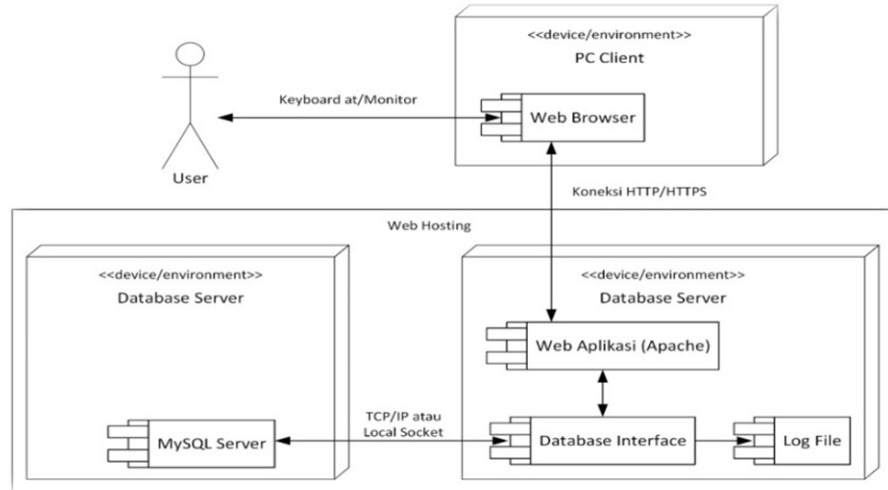 <<device/environment>>
PC Client
Keyboard at/Monitor
Web Browser
User
Koneksi HTTP/HTTPS
Web Hosting
<<device/environment>>
Database Server
<<device/environment>>
Database Server
Web Aplikasi (Apache)
TCP/IP atau
Local Socket
MySQL Server
Database Interface
Log File